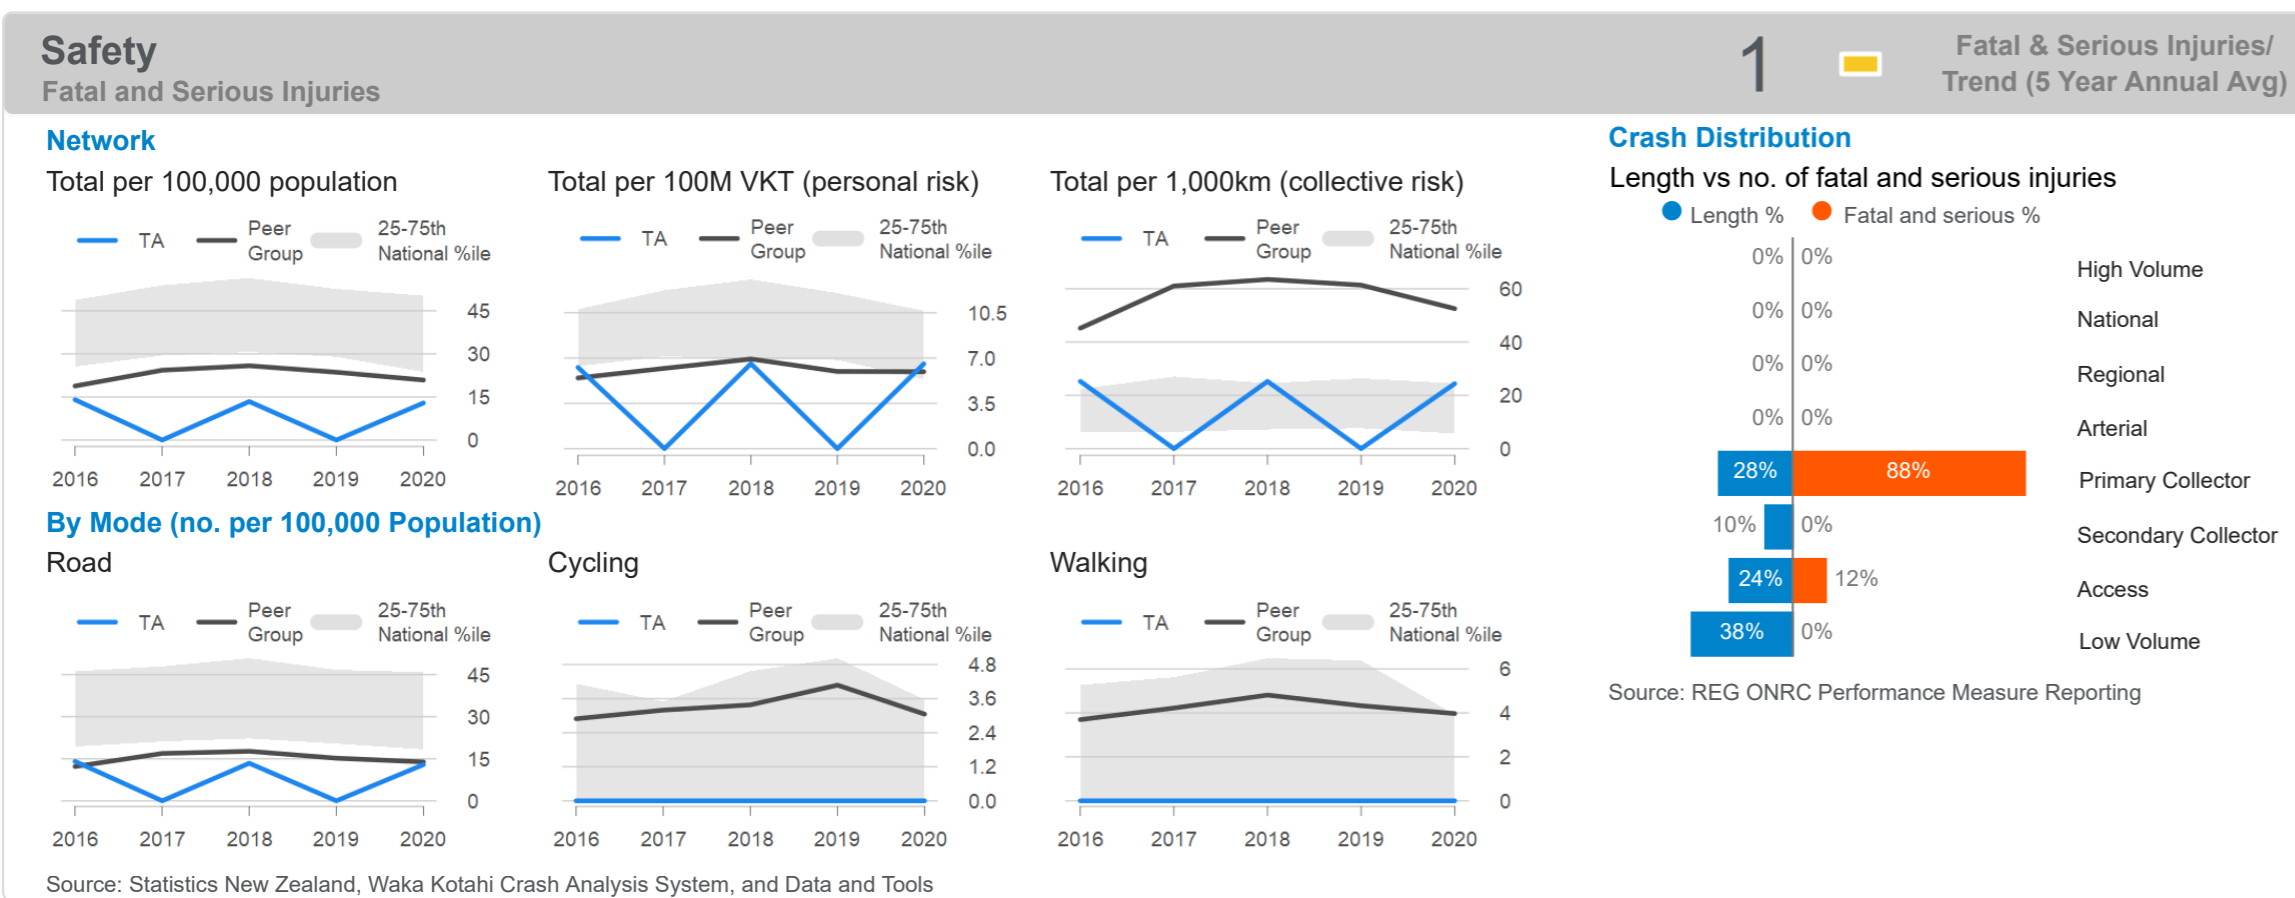 Safety
Fatal and Serious Injuries
1
Fatal & Serious Injuries/
Trend (5 Year Annual Avg)
Network
Total per 100,000 population
TA
Peer
Group
25-75th
National %ile
45
30
15
0
2016 2017 2018 2019 2020
Total per 100M VKT (personal risk)
TA
Peer
Group
25-75th
National %ile
10.5
7.0
3.5
0.0
2016 2017 2018 2019 2020
Total per 1,000km (collective risk)
TA
Peer
Group
25-75th
National %ile
60
40
20
0
2016 2017 2018 2019 2020
By Mode (no. per 100,000 Population)
Road
TA
Peer
Group
25-75th
National %ile
45
30
15
0
2016 2017 2018 2019 2020
Cycling
TA
Peer
Group
25-75th
National %ile
4.8
3.6
2.4
1.2
0.0
2016 2017 2018 2019 2020
Walking
TA
Peer
Group
25-75th
National %ile
6
4
2
0
2016 2017 2018 2019 2020
Source: Statistics New Zealand, Waka Kotahi Crash Analysis System, and Data and Tools
Crash Distribution
Length vs no. of fatal and serious injuries
Length % Fatal and serious %
0% 0% High Volume
0% 0% National
0% 0% Regional
0% 0% Arterial
28% 88% Primary Collector
10% 0% Secondary Collector
24% 12% Access
38% 0% Low Volume
Source: REG ONRC Performance Measure Reporting